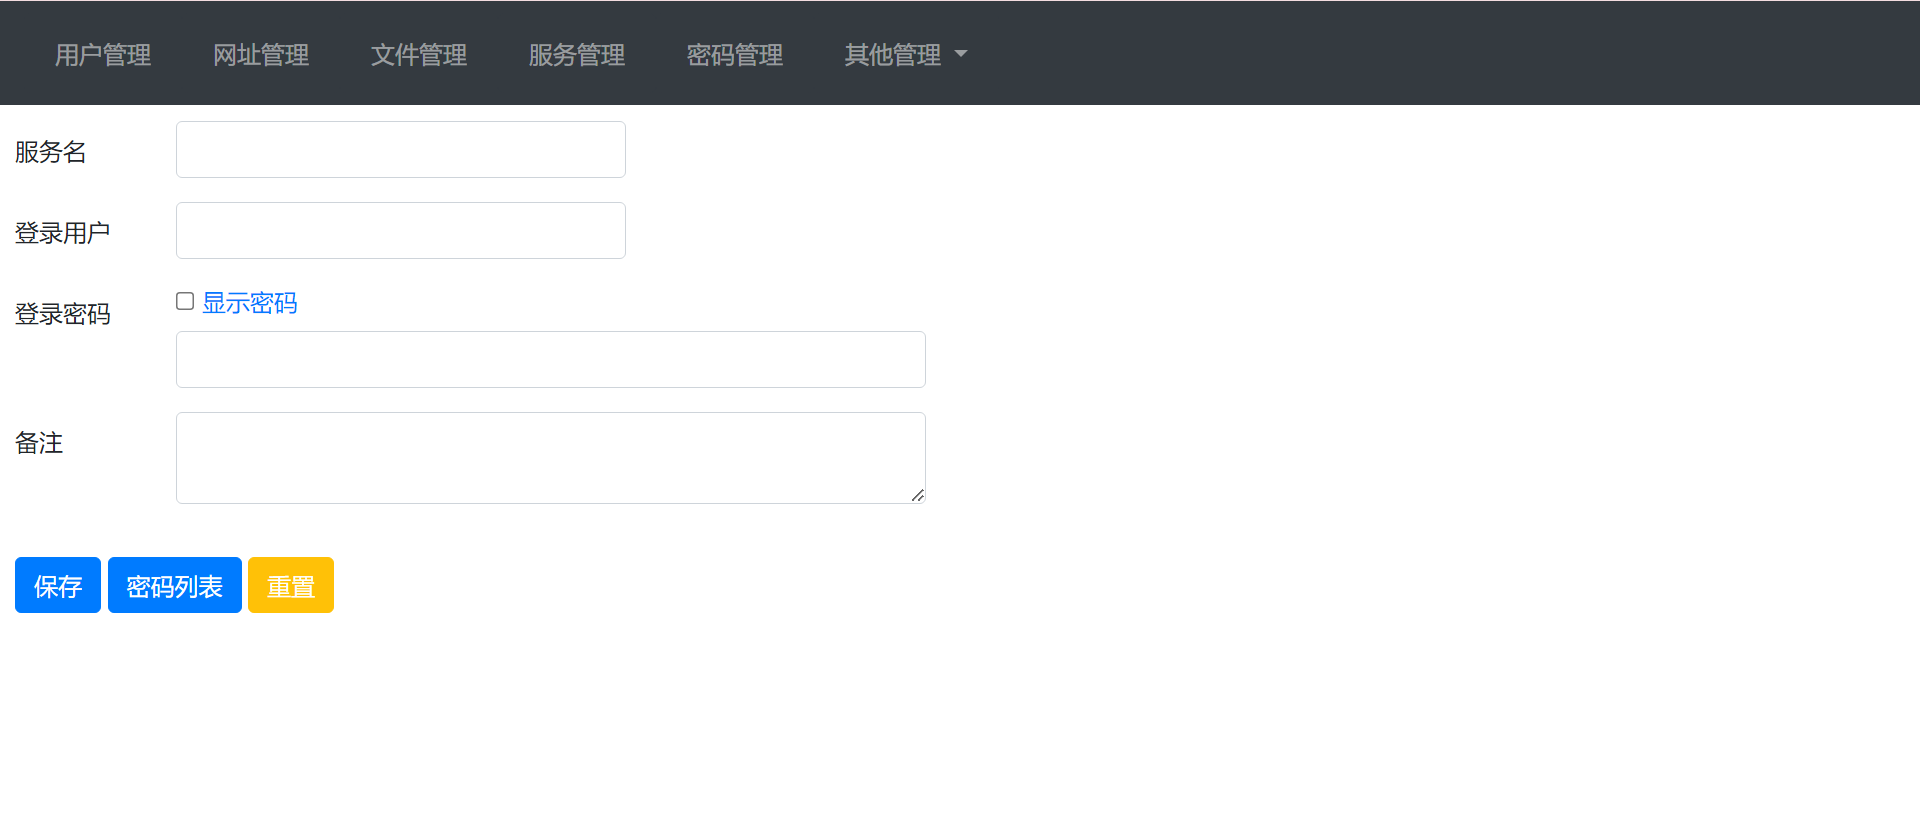 用户管理 网址管理 文件管理 服务管理 密码管理 其他管理
服务名
登录用户
登录密码 显示密码
备注
保存 密码列表 重置